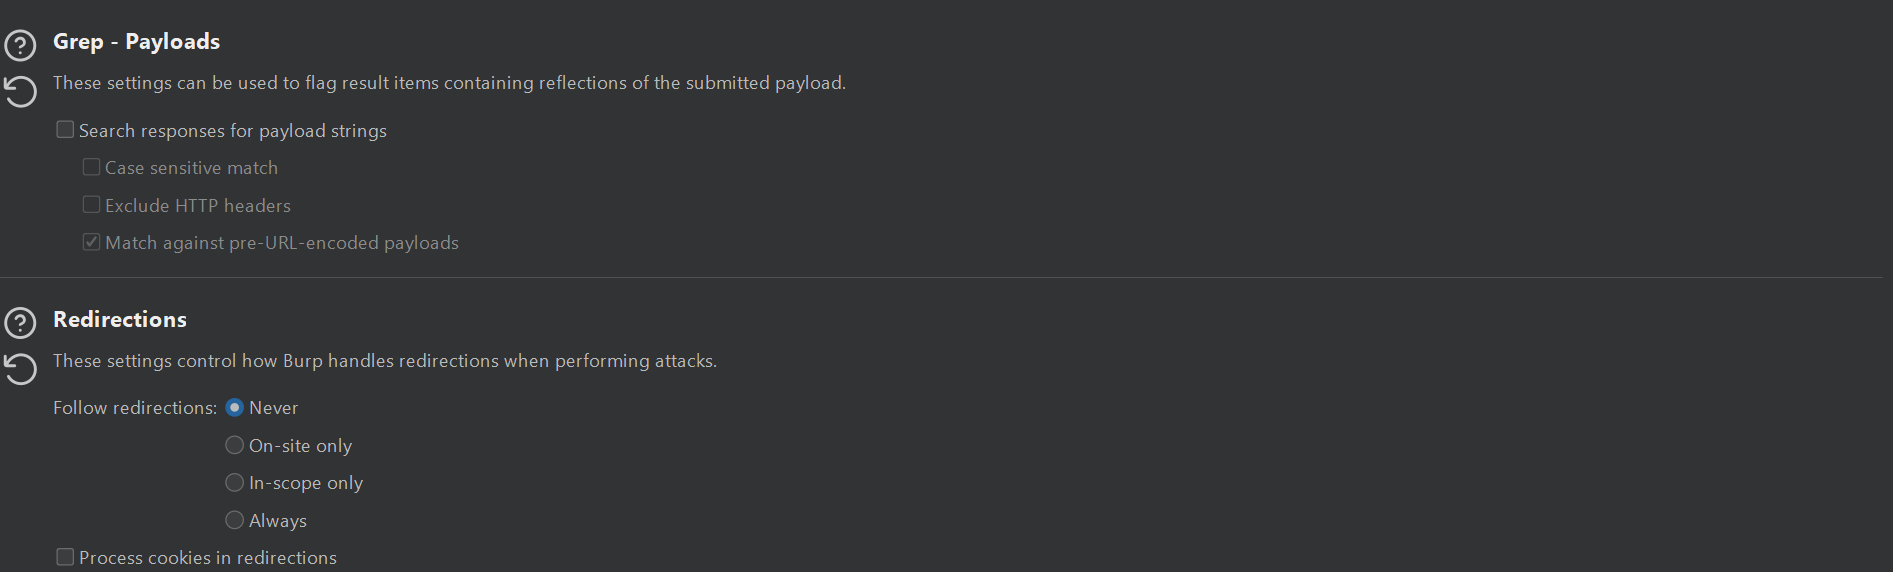 Grep - Payloads
These settings can be used to flag result items containing reflections of the submitted payload.
Search responses for payload strings
Case sensitive match
Exclude HTTP headers
Match against pre-URL-encoded payloads
Redirections
These settings control how Burp handles redirections when performing attacks.
Follow redirections: Never
On-site only
In-scope only
Always
Process cookies in redirections